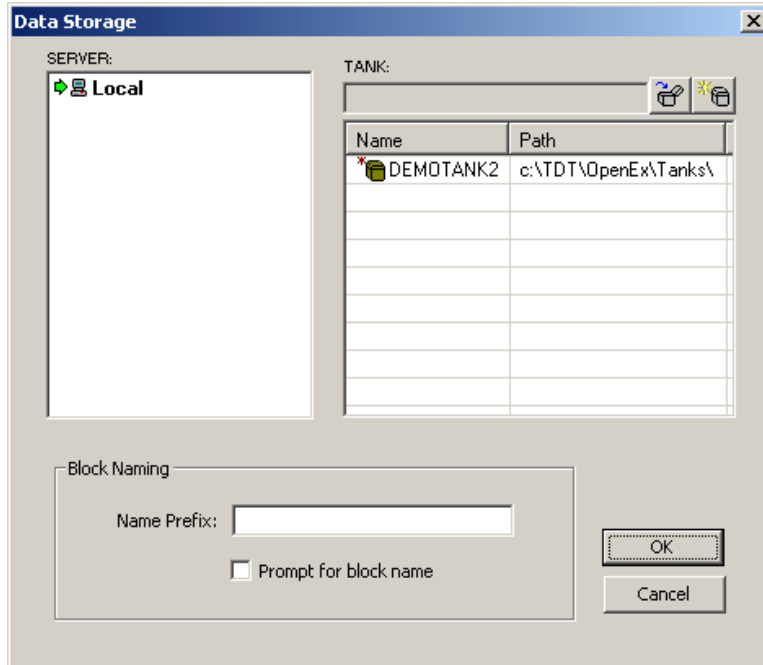 Data Storage
SERVER:
Local
TANK:
Name Path
DEMOTANK2 c:\TDT\OpenEx\Tanks\
Block Naming
Name Prefix:
Prompt for block name
OK
Cancel